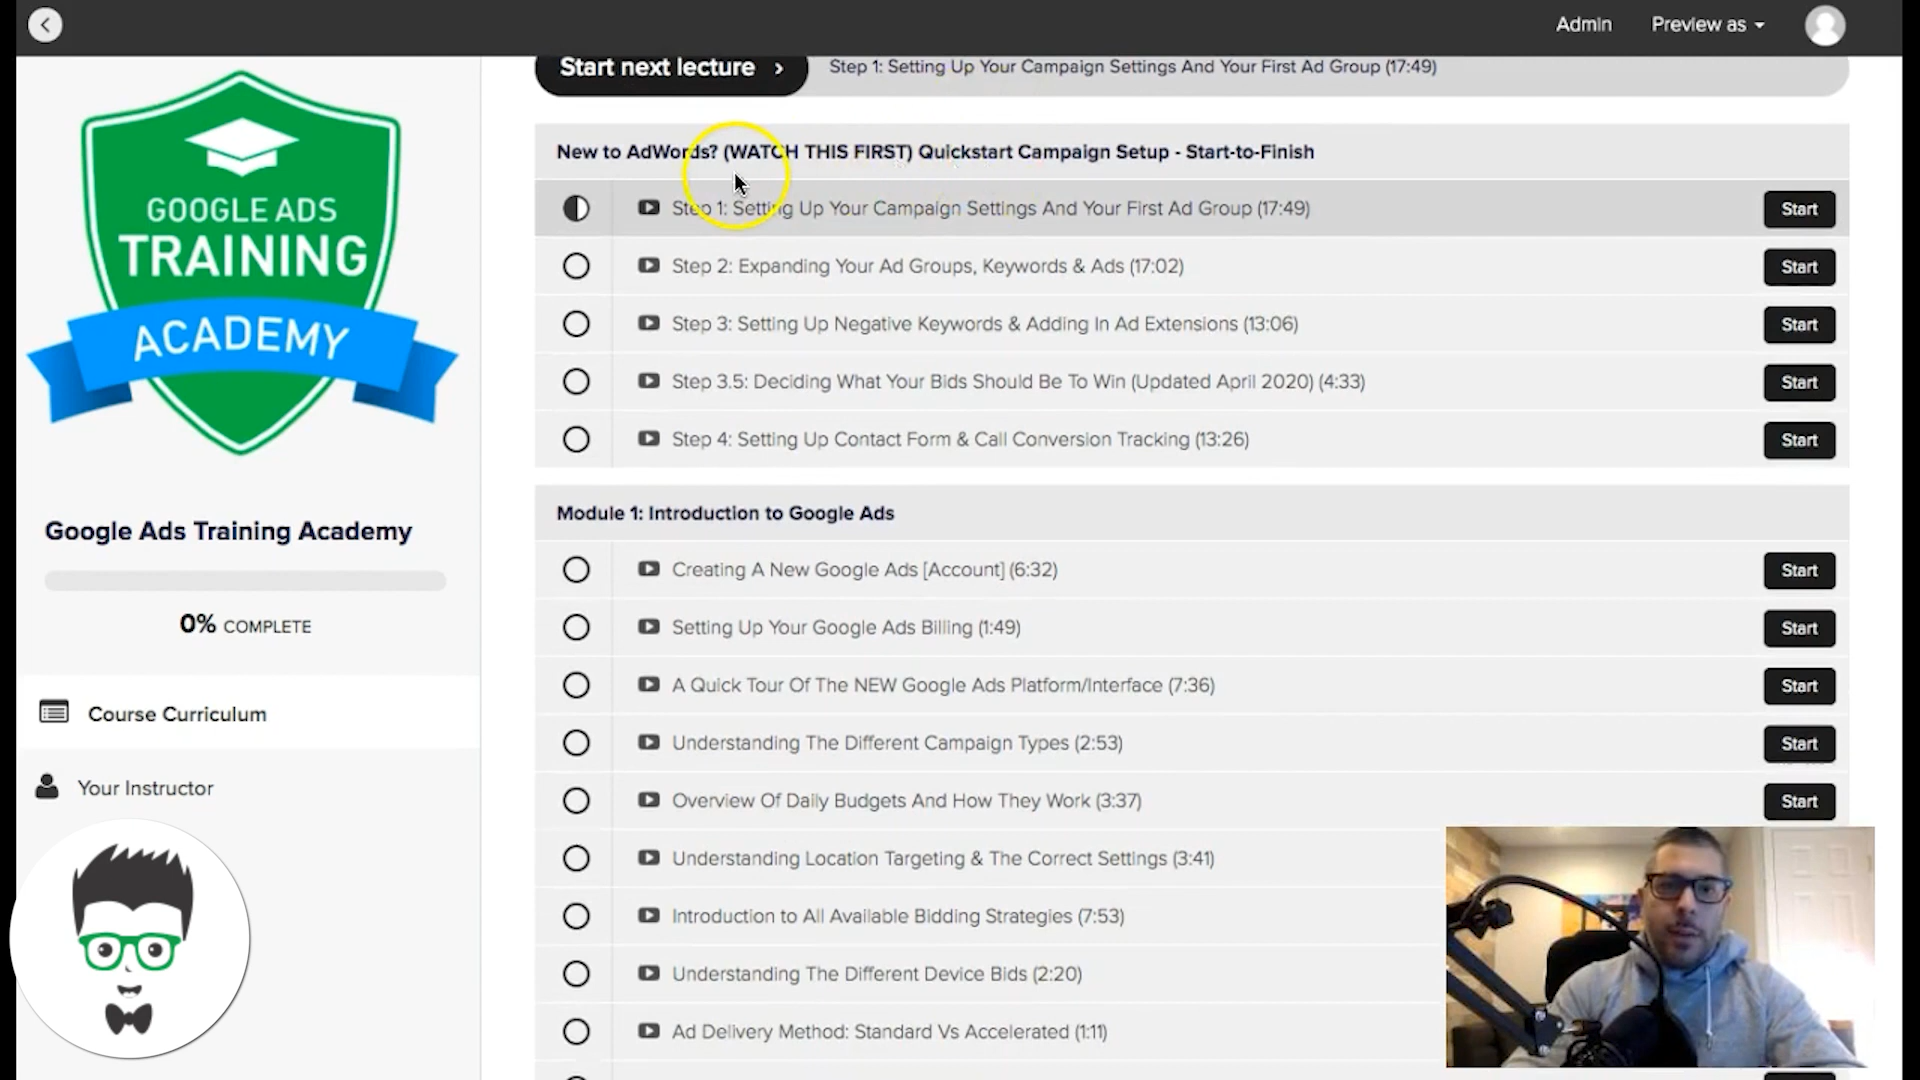 Admin
Preview as
Start next lecture ›
Step 1: Setting Up Your Campaign Settings And Your First Ad Group (17:49)
GOOGLE ADS
TRAINING
ACADEMY
Google Ads Training Academy
0% COMPLETE
Course Curriculum
Your Instructor
New to AdWords? (WATCH THIS FIRST) Quickstart Campaign Setup - Start-to-Finish
Step 1: Setting Up Your Campaign Settings And Your First Ad Group (17:49)
Start
Step 2: Expanding Your Ad Groups, Keywords & Ads (17:02)
Start
Step 3: Setting Up Negative Keywords & Adding In Ad Extensions (13:06)
Start
Step 3.5: Deciding What Your Bids Should Be To Win (Updated April 2020) (4:33)
Start
Step 4: Setting Up Contact Form & Call Conversion Tracking (13:26)
Start
Module 1: Introduction to Google Ads
Creating A New Google Ads [Account] (6:32)
Start
Setting Up Your Google Ads Billing (1:49)
Start
A Quick Tour Of The NEW Google Ads Platform/Interface (7:36)
Start
Understanding The Different Campaign Types (2:53)
Start
Overview Of Daily Budgets And How They Work (3:37)
Start
Understanding Location Targeting & The Correct Settings (3:41)
Introduction to All Available Bidding Strategies (7:53)
Understanding The Different Device Bids (2:20)
Ad Delivery Method: Standard Vs Accelerated (1:11)